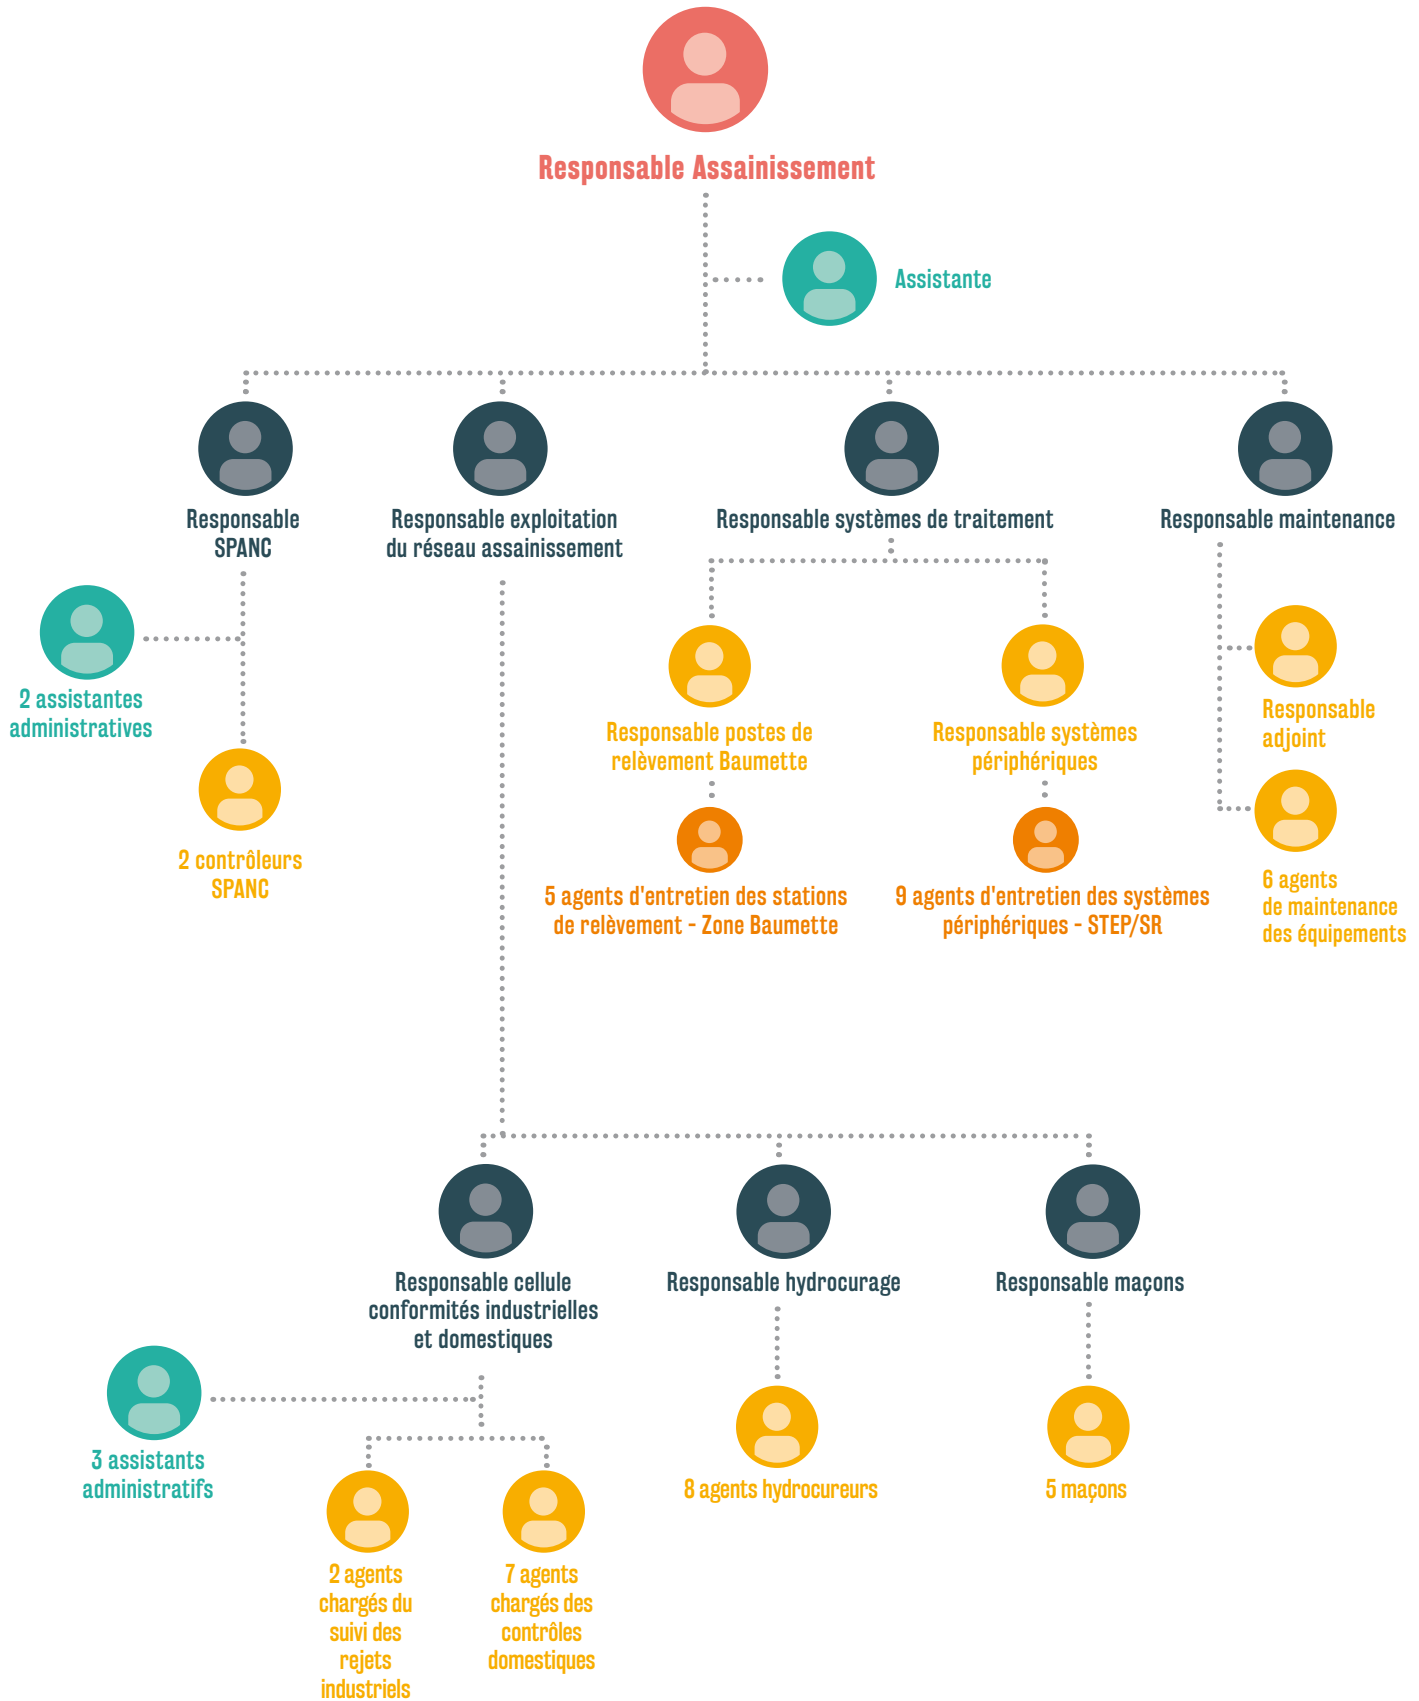 Responsable Assainissement
Assistante
Responsable
SPANC
Responsable exploitation
du réseau assainissement
Responsable systèmes de traitement
Responsable maintenance
2 assistantes
administratives
2 contrôleurs
SPANC
Responsable postes de
relèvement Baumette
Responsable systèmes
périphériques
Responsable
adjoint
5 agents d'entretien des stations
de relèvement - Zone Baumette
9 agents d'entretien des systèmes
périphériques - STEP/SR
6 agents
de maintenance
des équipements
Responsable cellule
conformités industrielles
et domestiques
Responsable hydrocurage
Responsable maçons
3 assistants
administratifs
2 agents
chargés du
suivi des
rejets
industriels
7 agents
chargés des
contrôles
domestiques
8 agents hydrocureurs
5 maçons